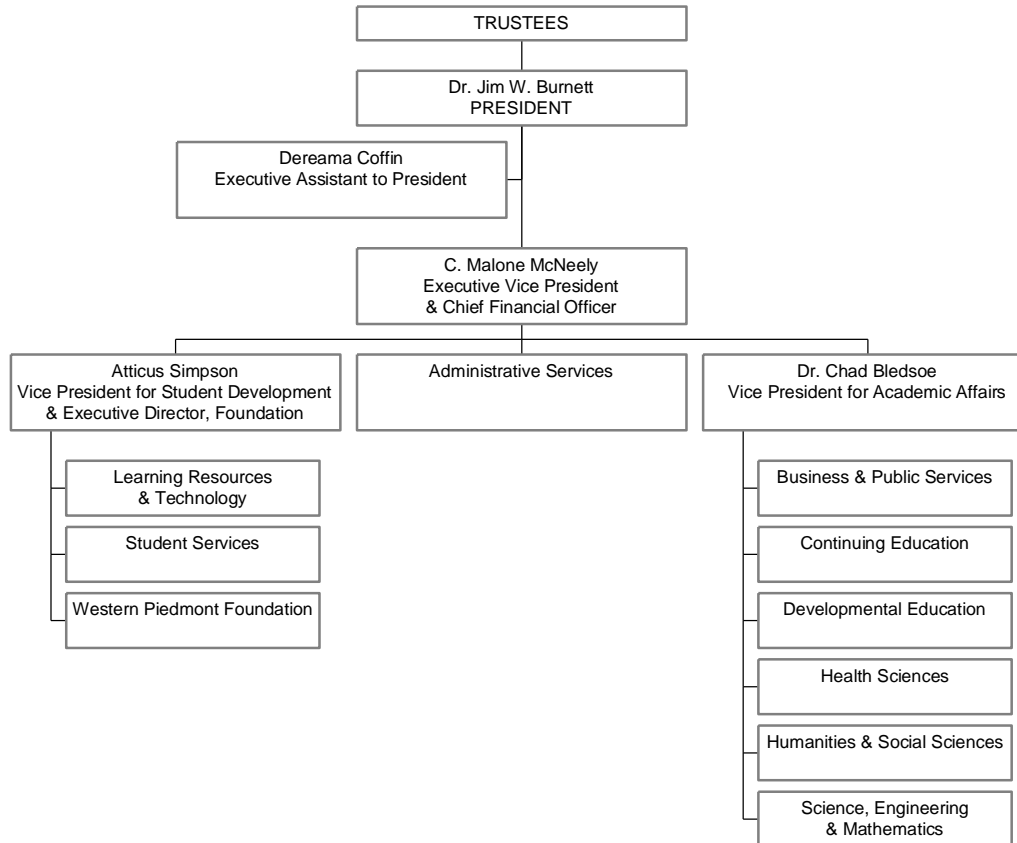 TRUSTEES
Dr. Jim W. Burnett
PRESIDENT
Dereama Coffin
Executive Assistant to President
C. Malone McNeely
Executive Vice President
& Chief Financial Officer
Atticus Simpson
Vice President for Student Development
& Executive Director, Foundation
Administrative Services
Dr. Chad Bledsoe
Vice President for Academic Affairs
Learning Resources
& Technology
Student Services
Western Piedmont Foundation
Business & Public Services
Continuing Education
Developmental Education
Health Sciences
Humanities & Social Sciences
Science, Engineering
& Mathematics